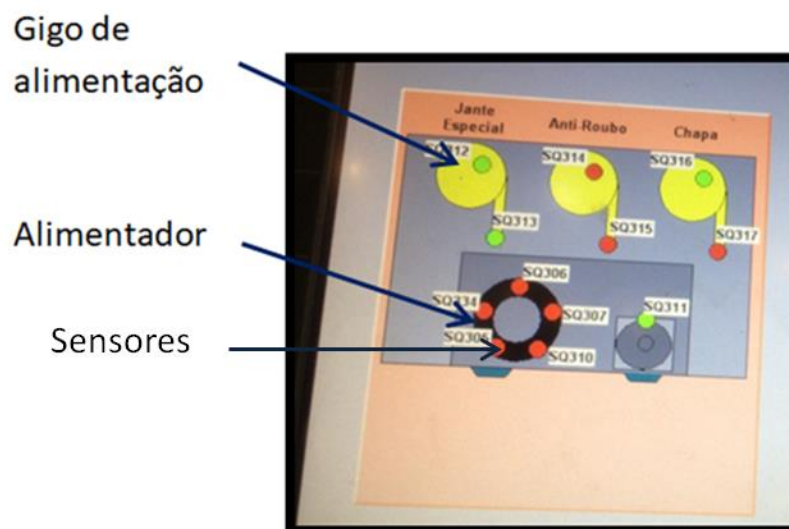 Gigo de
alimentação
Alimentador
Sensores
Jante
Especial
Anti-Roubo
Chapa
SQ312
SQ314
SQ316
SQ313
SQ315
SQ317
SQ306
SQ334
SQ307
SQ311
SQ310